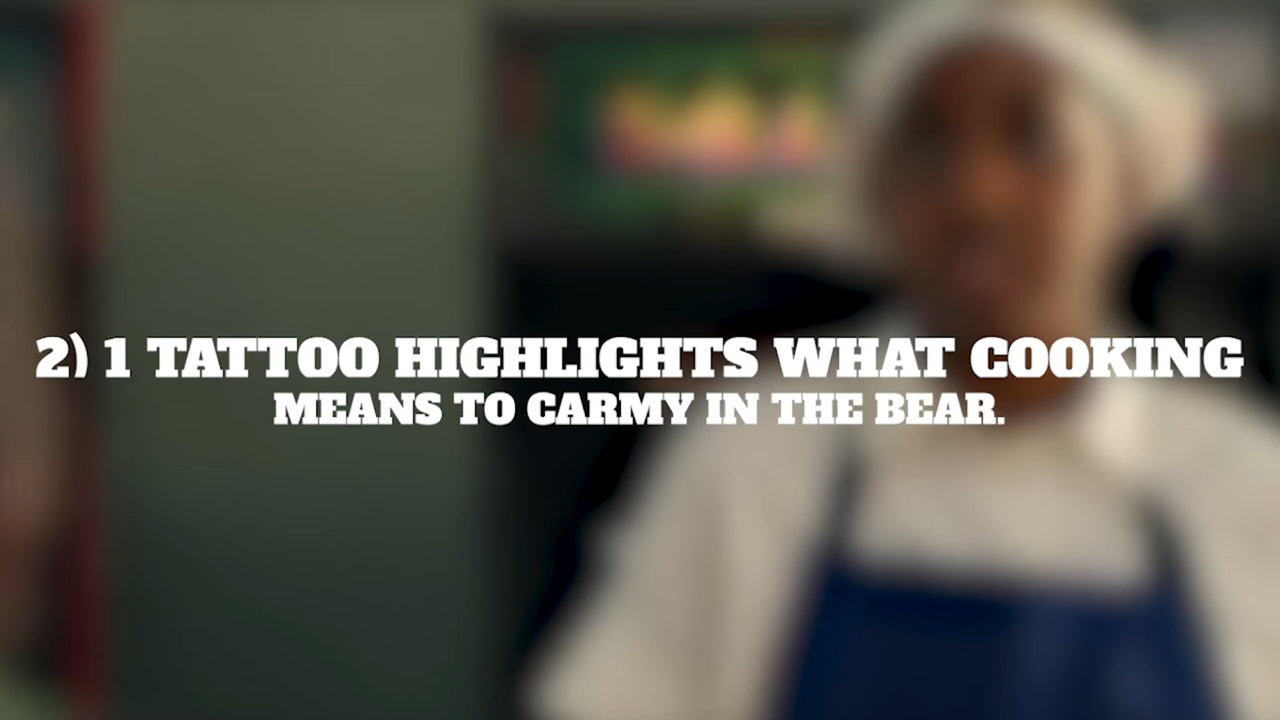 2) 1 TATTOO HIGHLIGHTS WHAT COOKING
MEANS TO CARMY IN THE BEAR.